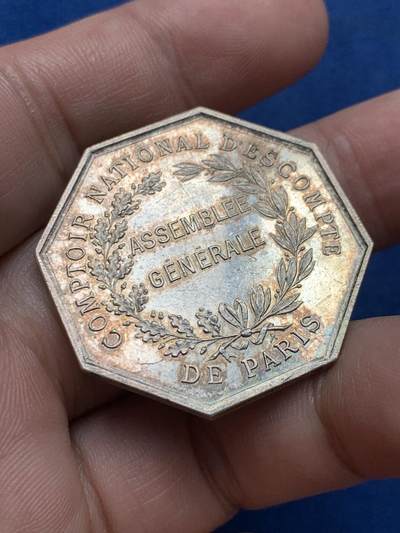 COMPTOIR NATIONAL D'ESCOMPTE
DE PARIS
ASSEMBLÉE
GÉNÉRALE